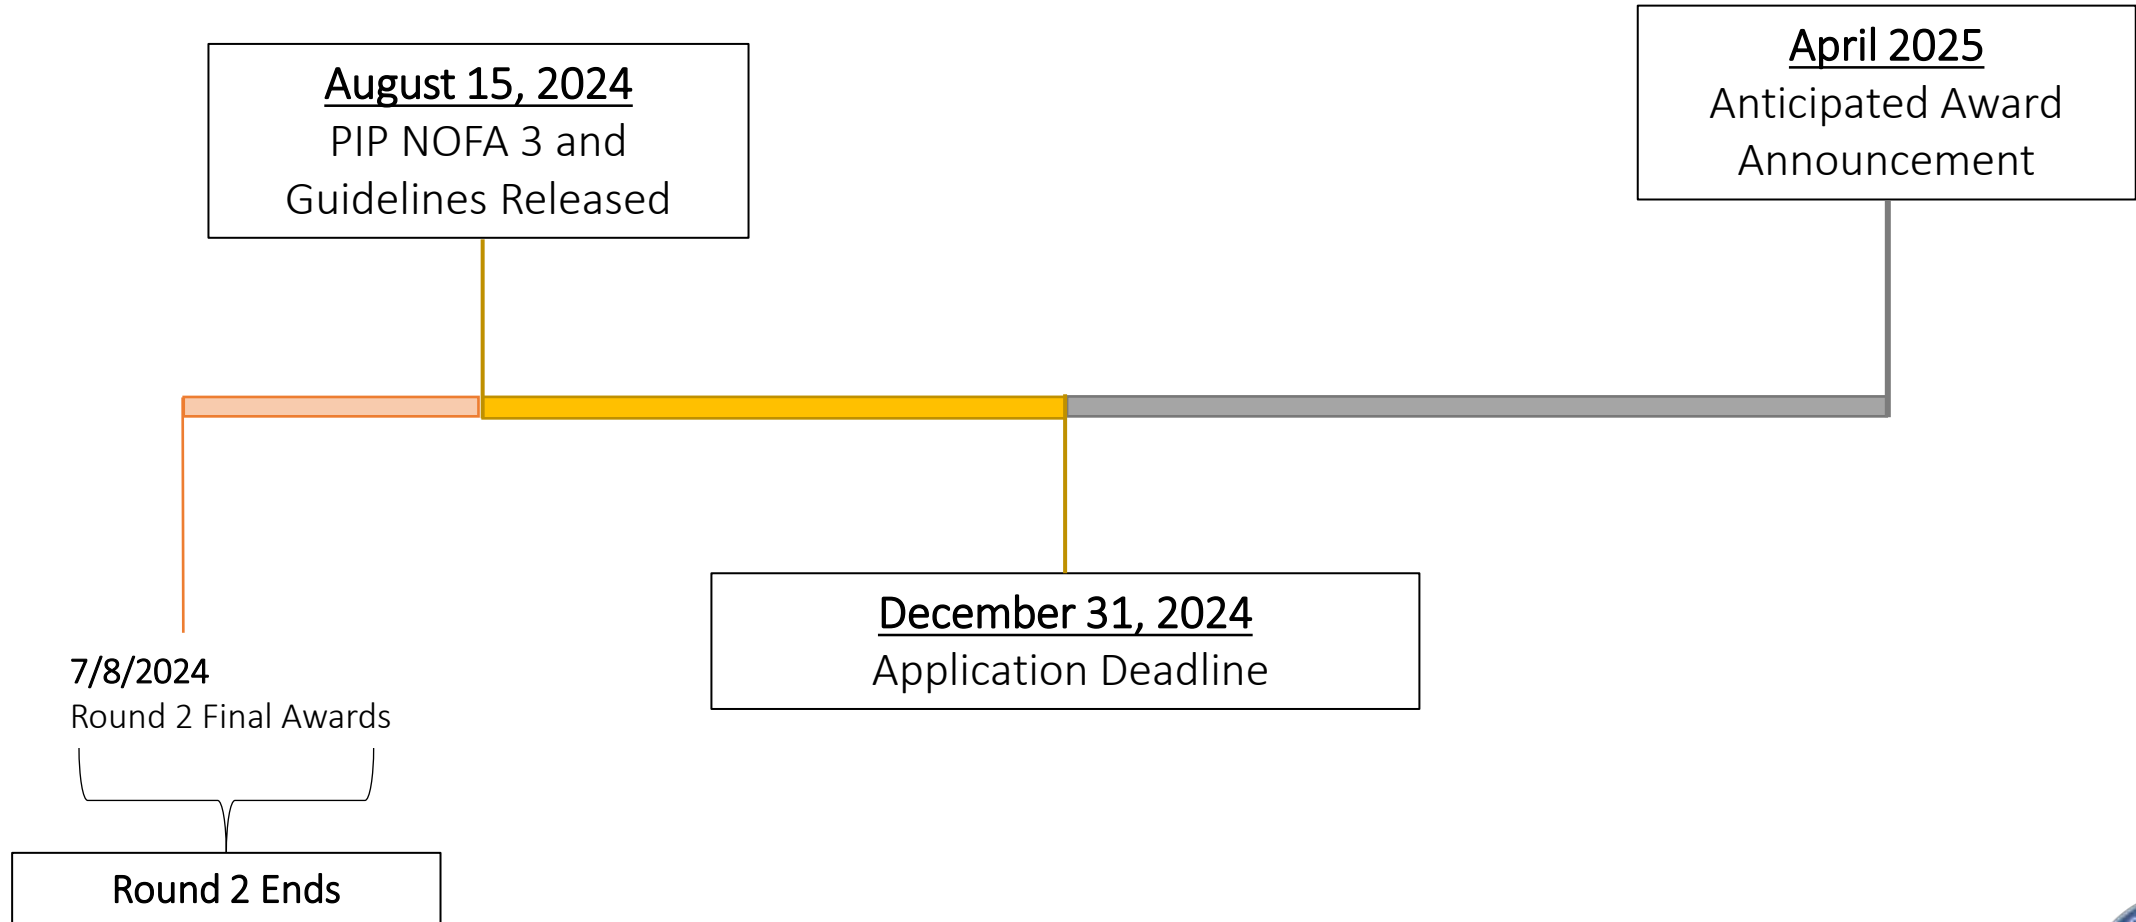 August 15, 2024
PIP NOFA 3 and
Guidelines Released
April 2025
Anticipated Award
Announcement
December 31, 2024
Application Deadline
7/8/2024
Round 2 Final Awards
Round 2 Ends